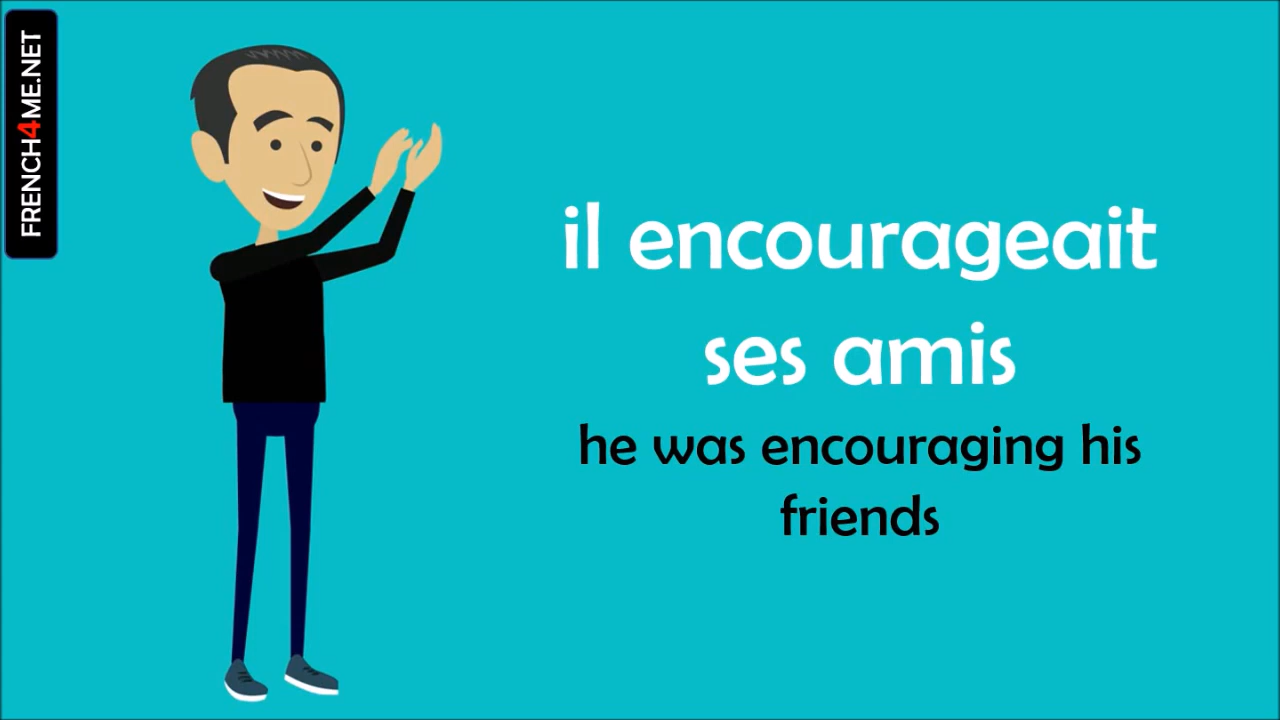 FRENCH4ME.NET
il encourageait
ses amis
he was encouraging his
friends